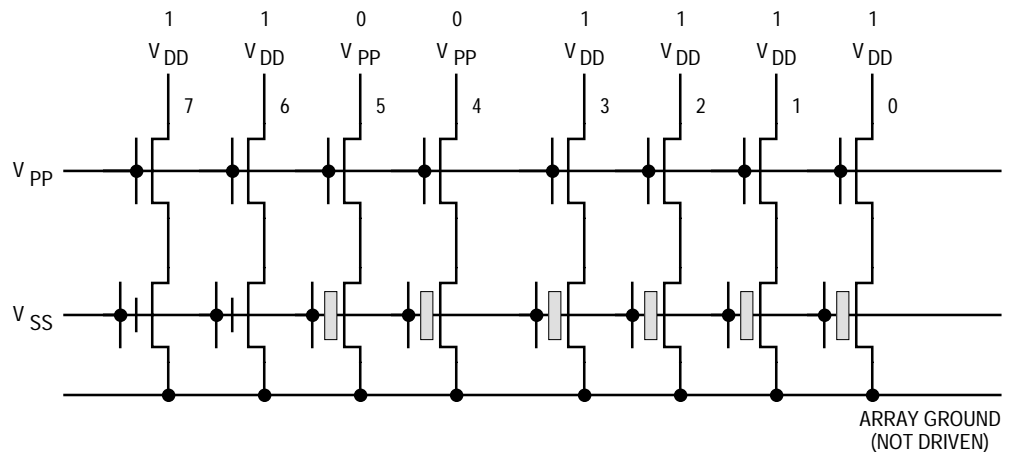 1 1 0 0 1 1 1 1
V DD V DD V PP V PP V DD V DD V DD V DD
7 6 5 4 3 2 1 0
V PP
V SS
ARRAY GROUND
(NOT DRIVEN)